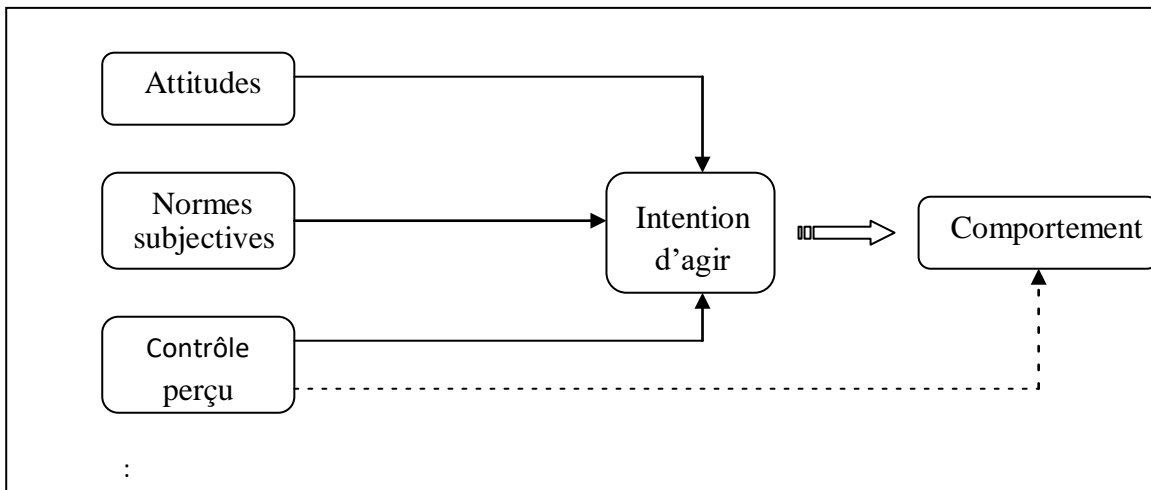 Attitudes
Normes
subjectives
Contrôle
perçu
Intention
d’agir
Comportement
: